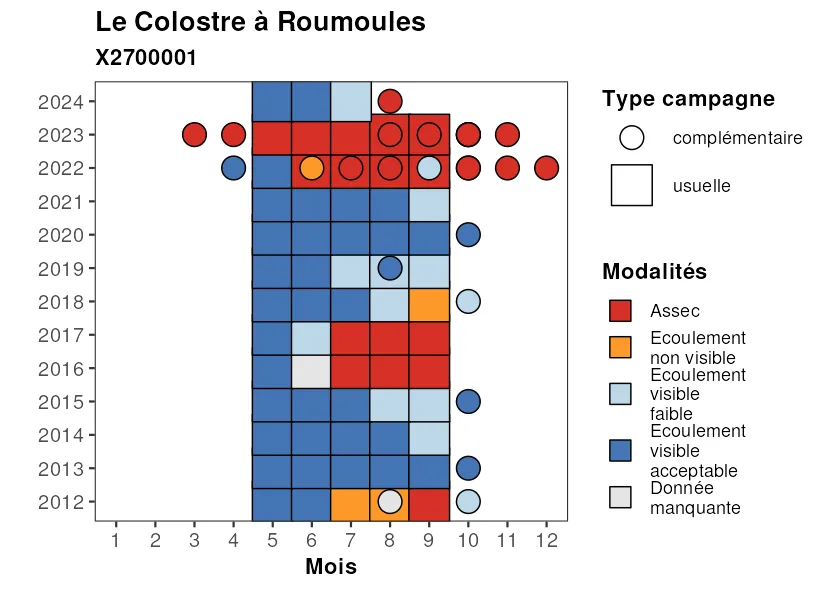 Le Colostre à Roumoules
X2700001
2024
2023
2022
2021
2020
2019
2018
2017
2016
2015
2014
2013
2012
1 2 3 4 5 6 7 8 9 10 11 12
Mois
Type campagne
complémentaire
usuelle
Modalités
Assec
Ecoulement
non visible
Ecoulement
visible
faible
Ecoulement
visible
acceptable
Donnée
manquante